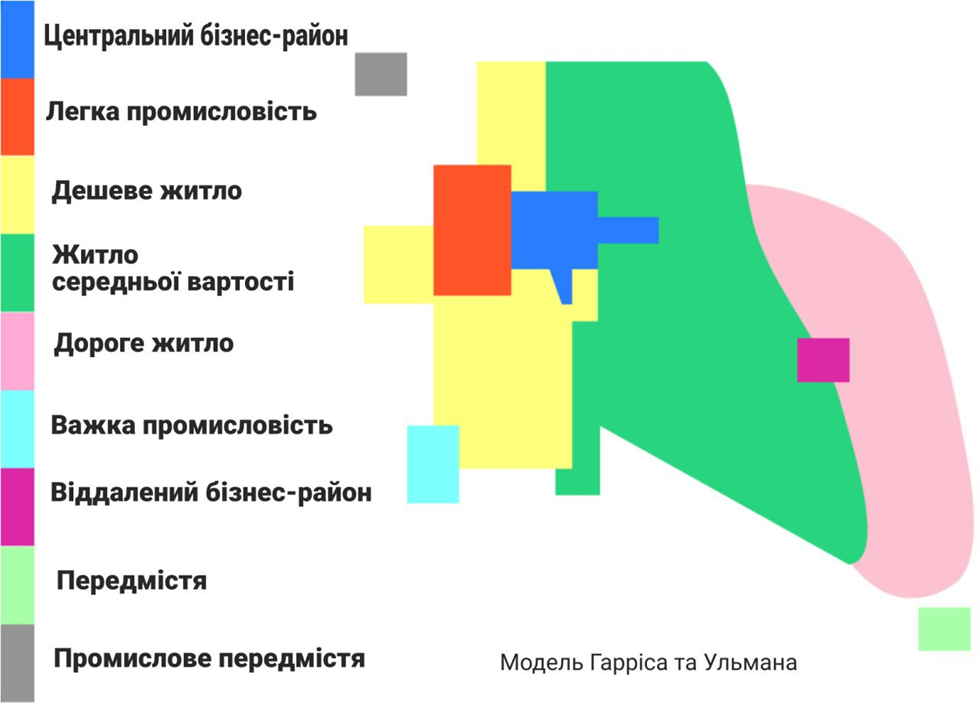 Центральний бізнес-район
Легка промисловість
Дешеве житло
Житло
середньої вартості
Дороге житло
Важка промисловість
Віддалений бізнес-район
Передмістя
Промислове передмістя
Модель Гарріса та Ульмана